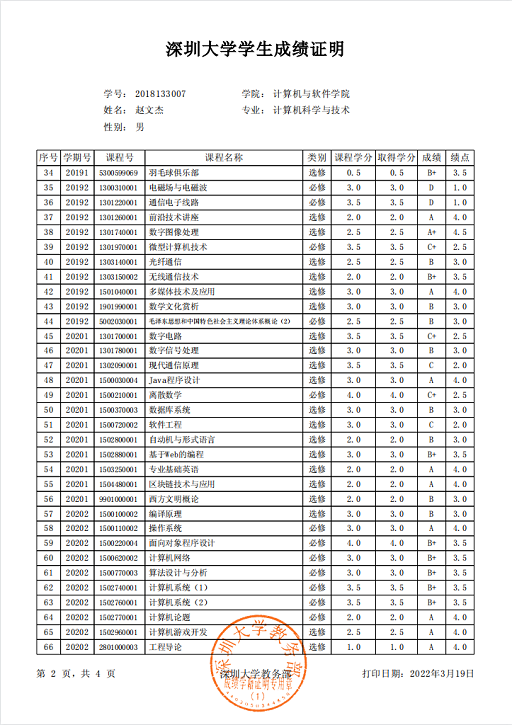 深圳大学学生成绩证明
学号: 2018133007 学院: 计算机与软件学院
姓名: 赵文杰 专业: 计算机科学与技术
性别: 男
序号 学期号 课程号 课程名称 类别 课程学分 取得学分 成绩 绩点
34 20191 5300599069 羽毛球俱乐部 选修 0.5 0.5 B+ 3.5
35 20192 1300310001 电磁场与电磁波 必修 3.0 3.0 D 1.0
36 20192 1301220001 通信电子线路 必修 3.5 3.5 D 1.0
37 20192 1301260001 前沿技术讲座 选修 2.0 2.0 A 4.0
38 20192 1301740001 数字图像处理 选修 2.5 2.5 A+ 4.5
39 20192 1301970001 微型计算机技术 必修 3.5 3.5 C+ 2.5
40 20192 1303140001 光纤通信 选修 2.5 2.5 B 3.0
41 20192 1303150002 无线通信技术 选修 2.0 2.0 B+ 3.5
42 20192 1501040001 多媒体技术及应用 选修 3.0 3.0 A 4.0
43 20192 1901990001 数学文化赏析 选修 3.0 3.0 B 3.0
44 20192 5002030001 毛泽东思想和中国特色社会主义理论体系概论（2） 必修 2.5 2.5 B 3.0
45 20201 1301700001 数字电路 选修 3.5 3.5 C+ 2.5
46 20201 1301780001 数字信号处理 选修 3.0 3.0 B 3.0
47 20201 1302090001 现代通信原理 选修 3.5 3.5 C 2.0
48 20201 1500030004 Java程序设计 选修 3.0 3.0 A 4.0
49 20201 1500210001 离散数学 必修 4.0 4.0 C+ 2.5
50 20201 1500370003 数据库系统 选修 3.0 3.0 B 3.0
51 20201 1500720002 软件工程 选修 3.0 3.0 C 2.0
52 20201 1502800001 自动机与形式语言 选修 2.0 2.0 B 3.0
53 20201 1502880001 基于Web的编程 选修 3.0 3.0 B+ 3.5
54 20201 1503250001 专业基础英语 选修 2.0 2.0 A 4.0
55 20201 1504480001 区块链技术与应用 选修 2.0 2.0 A 4.0
56 20201 9901000001 西方文明概论 选修 2.0 2.0 B 3.0
57 20202 1500100002 编译原理 选修 3.0 3.0 B 3.0
58 20202 1500110002 操作系统 必修 3.0 3.0 A 4.0
59 20202 1500220004 面向对象程序设计 必修 4.0 4.0 B+ 3.5
60 20202 1500620002 计算机网络 必修 3.0 3.0 B+ 3.5
61 20202 1500770003 算法设计与分析 必修 3.0 3.0 B+ 3.5
62 20202 1502740001 计算机系统（1） 必修 3.5 3.5 B+ 3.5
63 20202 1502760001 计算机系统（2） 必修 3.5 3.5 B+ 3.5
64 20202 1502770001 计算机论题 必修 2.0 2.0 A 4.0
65 20202 1502960001 计算机游戏开发 选修 2.5 2.5 A 4.0
66 20202 2801000003 工程导论 选修 1.0 1.0 A 4.0
第 2 页,共 4 页 深圳大学教务部 打印日期: 2022年3月19日
深圳大学教务部
成绩学籍证明专用章
(1)